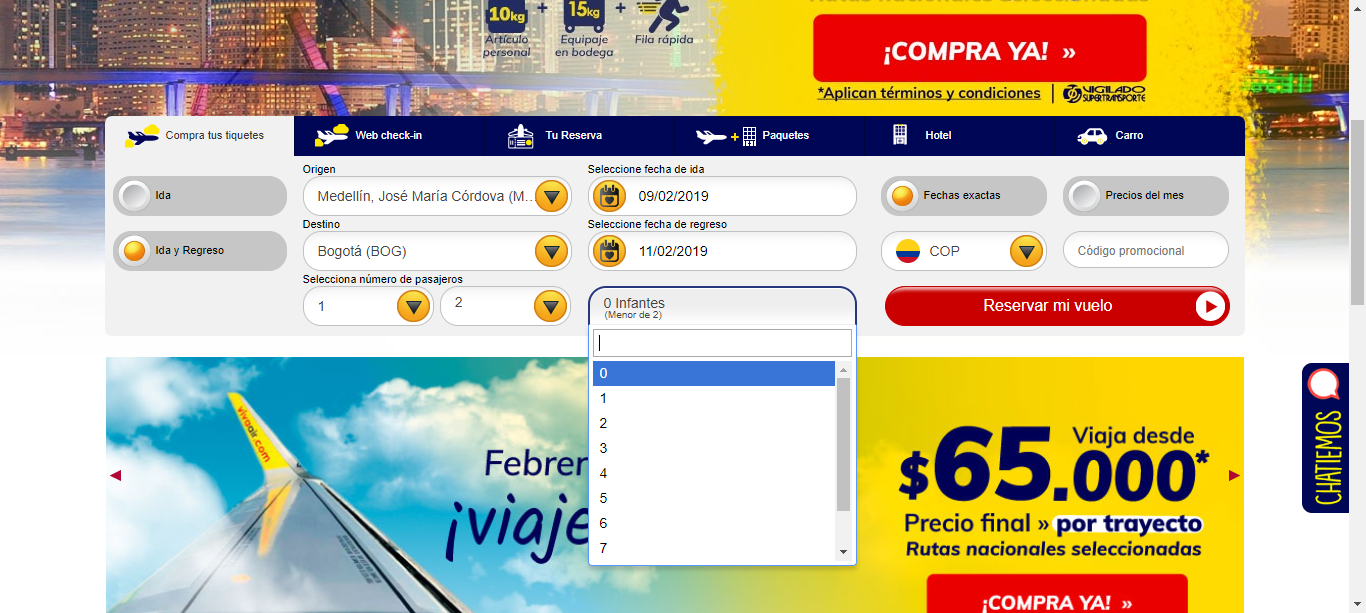 10kg + 15kg +
Artículo personal
Equipaje en bodega
Fila rápida
¡COMPRA YA! »
*Aplican términos y condiciones | VIGILADO SUPERTRANSPORTE
Compra tus tiquetes
Web check-in
Tu Reserva
Paquetes
Hotel
Carro
Ida
Ida y Regreso
Origen
Medellín, José María Córdova (M...
Destino
Bogotá (BOG)
Selecciona número de pasajeros
1
2
Seleccione fecha de ida
09/02/2019
Seleccione fecha de regreso
11/02/2019
0 Infantes
(Menor de 2)
0
1
2
3
4
5
6
7
Fechas exactas
Precios del mes
COP
Código promocional
Reservar mi vuelo
vivaair.com
Febrer
¡viaje
Viaja desde
$65.000*
Precio final » por trayecto
Rutas nacionales seleccionadas
¡COMPRA YA! »
CHATIEMOS